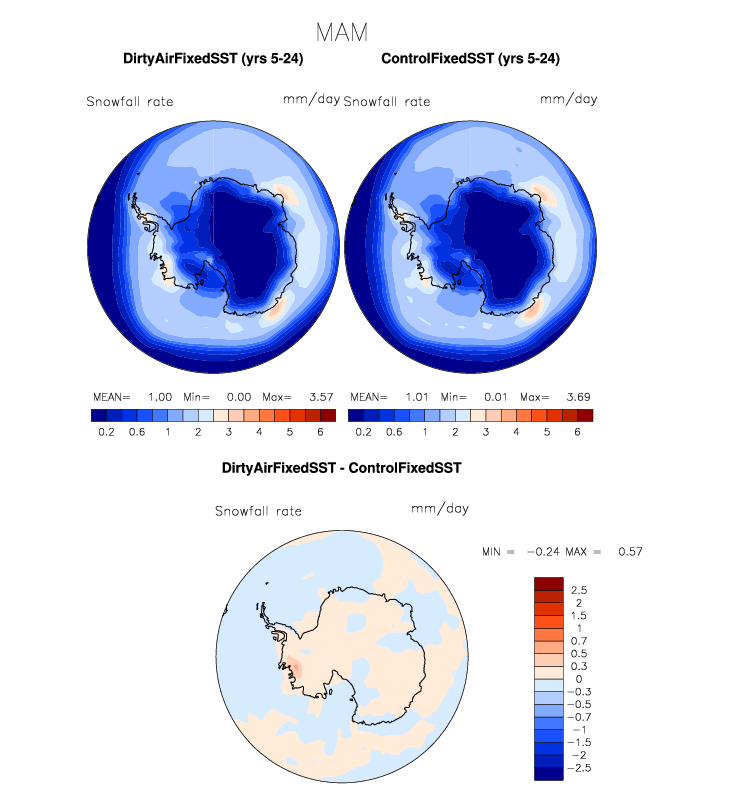 MAM
DirtyAirFixedSST (yrs 5-24) ControlFixedSST (yrs 5-24)
Snowfall rate mm/day Snowfall rate mm/day
MEAN= 1.00 Min= 0.00 Max= 3.57 MEAN= 1.01 Min= 0.01 Max= 3.69
0.2 0.6 1 2 3 4 5 6 0.2 0.6 1 2 3 4 5 6
DirtyAirFixedSST - ControlFixedSST
Snowfall rate mm/day
MIN = -0.24 MAX = 0.57
2.5
2
1.5
1
0.7
0.5
0.3
0
-0.3
-0.5
-0.7
-1
-1.5
-2
-2.5